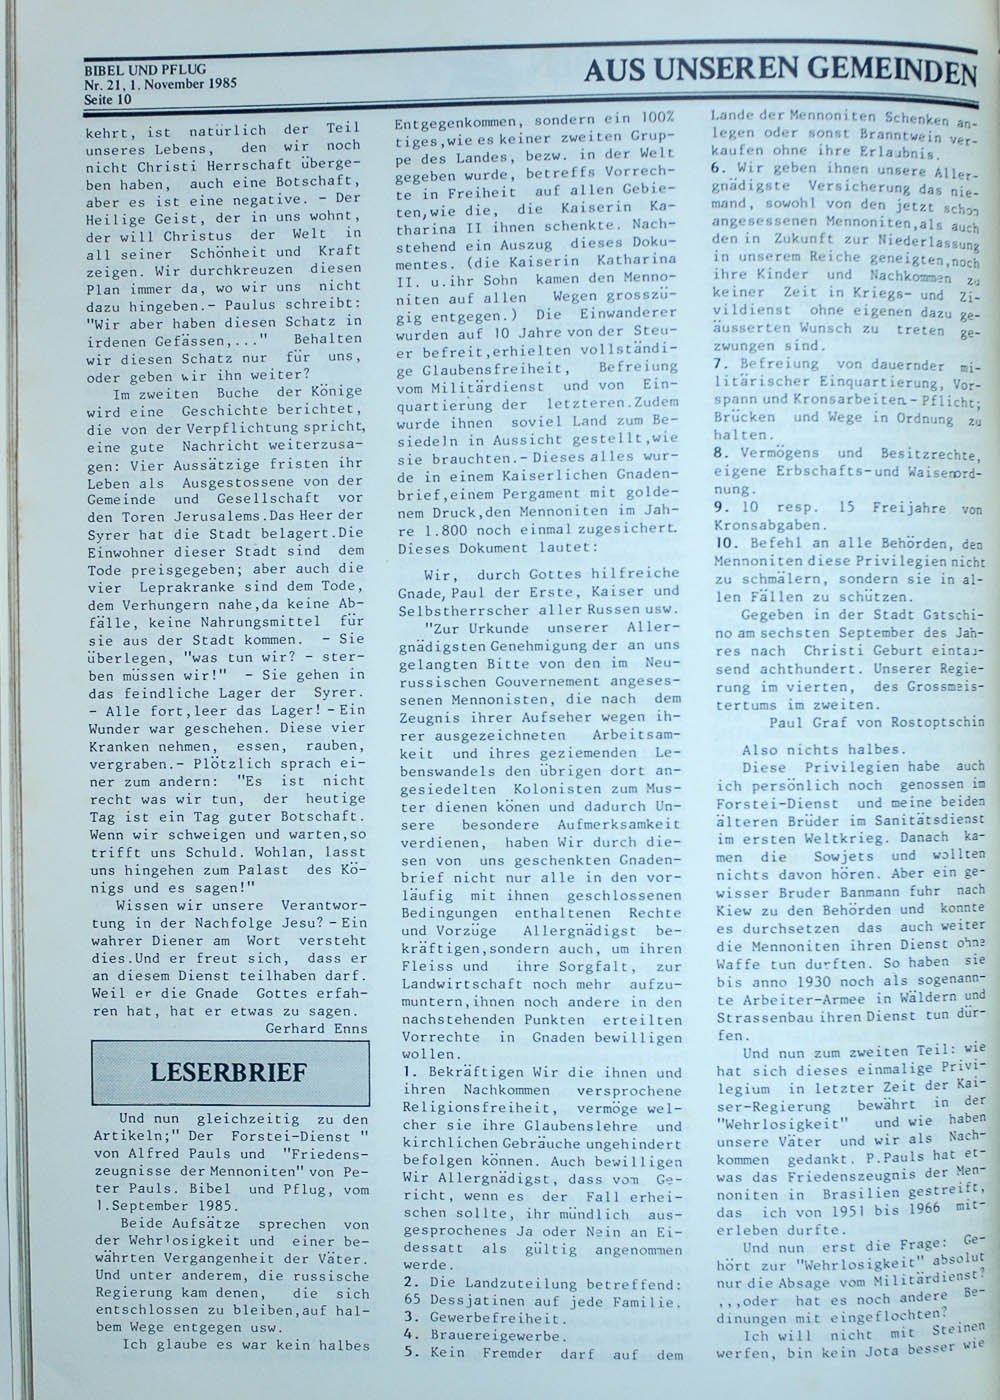 BIBEL UND PFLUG
Nr. 21, 1. November 1985
Seite 10
AUS UNSEREN GEMEINDEN
kehrt, ist natürlich der Teil
unseres Lebens, den wir noch
nicht Christi Herrschaft überge-
ben haben, auch eine Botschaft,
aber es ist eine negative. - Der
Heilige Geist, der in uns wohnt,
der will Christus der Welt in
all seiner Schönheit und Kraft
zeigen. Wir durchkreuzen diesen
Plan immer da, wo wir uns nicht
dazu hingeben.- Paulus schreibt:
"Wir aber haben diesen Schatz in
irdenen Gefässen,..." Behalten
wir diesen Schatz nur für uns,
oder geben wir ihn weiter?
Im zweiten Buche der Könige
wird eine Geschichte berichtet,
die von der Verpflichtung spricht,
eine gute Nachricht weiterzusa-
gen: Vier Aussätzige fristen ihr
Leben als Ausgestossene von der
Gemeinde und Gesellschaft vor
den Toren Jerusalems.Das Heer der
Syrer hat die Stadt belagert.Die
Einwohner dieser Stadt sind dem
Tode preisgegeben; aber auch die
vier Leprakranke sind dem Tode,
dem Verhungern nahe,da keine Ab-
fälle, keine Nahrungsmittel für
sie aus der Stadt kommen. - Sie
überlegen, "was tun wir? - ster-
ben müssen wir!" - Sie gehen in
das feindliche Lager der Syrer.
- Alle fort,leer das Lager! - Ein
Wunder war geschehen. Diese vier
Kranken nehmen, essen, rauben,
vergraben.- Plötzlich sprach ei-
ner zum andern: "Es ist nicht
recht was wir tun, der heutige
Tag ist ein Tag guter Botschaft.
Wenn wir schweigen und warten,so
trifft uns Schuld. Wohlan, lasst
uns hingehen zum Palast des Kö-
nigs und es sagen!"
Wissen wir unsere Verantwor-
tung in der Nachfolge Jesu? - Ein
wahrer Diener am Wort versteht
dies.Und er freut sich, dass er
an diesem Dienst teilhaben darf.
Weil er die Gnade Gottes erfah-
ren hat, hat er etwas zu sagen.
Gerhard Enns
LESERBRIEF
Und nun gleichzeitig zu den
Artikeln;" Der Forstei-Dienst "
von Alfred Pauls und "Friedens-
zeugnisse der Mennoniten" von Pe-
ter Pauls. Bibel und Pflug, vom
1.September 1985.
Beide Aufsätze sprechen von
der Wehrlosigkeit und einer be-
währten Vergangenheit der Väter.
Und unter anderem, die russische
Regierung kam denen, die sich
entschlossen zu bleiben,auf hal-
bem Wege entgegen usw.
Ich glaube es war kein halbes
Entgegenkommen, sondern ein 100%
tiges,wie es keiner zweiten Grup-
pe des Landes, bezw. in der Welt
gegeben wurde, betreffs Vorrech-
te in Freiheit auf allen Gebie-
ten,wie die, die Kaiserin Ka-
tharina II ihnen schenkte. Nach-
stehend ein Auszug dieses Doku-
mentes. (die Kaiserin Katharina
II. u.ihr Sohn kamen den Menno-
niten auf allen Wegen grosszü-
gig entgegen.) Die Einwanderer
wurden auf 10 Jahre von der Steu-
er befreit,erhielten vollständi-
ge Glaubensfreiheit, Befreiung
vom Militärdienst und von Ein-
quartierung der letzteren.Zudem
wurde ihnen soviel Land zum Be-
siedeln in Aussicht gestellt,wie
sie brauchten.- Dieses alles wur-
de in einem Kaiserlichen Gnaden-
brief,einem Pergament mit golde-
nem Druck,den Mennoniten im Jah-
re 1.800 noch einmal zugesichert.
Dieses Dokument lautet:
Wir, durch Gottes hilfreiche
Gnade, Paul der Erste, Kaiser und
Selbstherrscher aller Russen usw.
"Zur Urkunde unserer Aller-
gnädigsten Genehmigung der an uns
gelangten Bitte von den im Neu-
russischen Gouvernement angeses-
senen Mennonisten, die nach dem
Zeugnis ihrer Aufseher wegen ih-
rer ausgezeichneten Arbeitsam-
keit und ihres geziemenden Le-
benswandels den übrigen dort an-
gesiedelten Kolonisten zum Mus-
ter dienen könen und dadurch Un-
sere besondere Aufmerksamkeit
verdienen, haben Wir durch die-
sen von uns geschenkten Gnaden-
brief nicht nur alle in den vor-
läufig mit ihnen geschlossenen
Bedingungen enthaltenen Rechte
und Vorzüge Allergnädigst be-
kräftigen,sondern auch, um ihren
Fleiss und ihre Sorgfalt, zur
Landwirtschaft noch mehr aufzu-
muntern,ihnen noch andere in den
nachstehenden Punkten erteilten
Vorrechte in Gnaden bewilligen
wollen.
1. Bekräftigen Wir die ihnen und
ihren Nachkommen versprochene
Religionsfreiheit, vermöge wel-
cher sie ihre Glaubenslehre und
kirchlichen Gebräuche ungehindert
befolgen können. Auch bewilligen
Wir Allergnädigst, dass vom Ge-
richt, wenn es der Fall erhei-
schen sollte, ihr mündlich aus-
gesprochenes Ja oder Nein an Ei-
dessatt als gültig angenommen
werde.
2. Die Landzuteilung betreffend:
65 Dessjatinen auf jede Familie.
3. Gewerbefreiheit.
4. Brauereigewerbe.
5. Kein Fremder darf auf dem
Lande der Mennoniten Schenken an-
legen oder sonst Branntwein ver-
kaufen ohne ihre Erlaubnis.
6. Wir geben ihnen unsere Aller-
gnädigste Versicherung das nie-
mand, sowohl von den jetzt schon
angesessenen Mennoniten,als auch
den in Zukunft zur Niederlassung
in unserem Reiche geneigten,noch
ihre Kinder und Nachkommen zu
keiner Zeit in Kriegs- und Zi-
vildienst ohne eigenen dazu ge-
äusserten Wunsch zu treten ge-
zwungen sind.
7. Befreiung von dauernder mi-
litärischer Einquartierung, Vor-
spann und Kronsarbeiten.- Pflicht;
Brücken und Wege in Ordnung zu
halten.
8. Vermögens und Besitzrechte,
eigene Erbschafts-und Waisenord-
nung.
9. 10 resp. 15 Freijahre von
Kronsabgaben.
10. Befehl an alle Behörden, den
Mennoniten diese Privilegien nicht
zu schmälern, sondern sie in al-
len Fällen zu schützen.
Gegeben in der Stadt Gatschi-
no am sechsten September des Jah-
res nach Christi Geburt eintau-
send achthundert. Unserer Regie-
rung im vierten, des Grossmeis-
tertums im zweiten.
Paul Graf von Rostoptschin
Also nichts halbes.
Diese Privilegien habe auch
ich persönlich noch genossen im
Forstei-Dienst und meine beiden
älteren Brüder im Sanitätsdienst
im ersten Weltkrieg. Danach ka-
men die Sowjets und wollten
nichts davon hören. Aber ein ge-
wisser Bruder Banmann fuhr nach
Kiew zu den Behörden und konnte
es durchsetzen das auch weiter
die Mennoniten ihren Dienst ohne
Waffe tun durften. So haben sie
bis anno 1930 noch als sogenann-
te Arbeiter-Armee in Wäldern und
Strassenbau ihren Dienst tun dür-
fen.
Und nun zum zweiten Teil: wie
hat sich dieses einmalige Privi-
legium in letzter Zeit der Kai-
ser-Regierung bewährt in der
"Wehrlosigkeit" und wie haben
unsere Väter und wir als Nach-
kommen gedankt. P.Pauls hat et-
was das Friedenszeugnis der Men-
noniten in Brasilien gestreift,
das ich von 1951 bis 1966 mit-
erleben durfte.
Und nun erst die Frage: Ge-
hört zur "Wehrlosigkeit" absolut
nur die Absage vom Militärdienst?
,,,oder hat es noch andere Be-
dinungen mit eingeflochten?
Ich will nicht mit Steinen
werfen, bin kein Jota besser wie